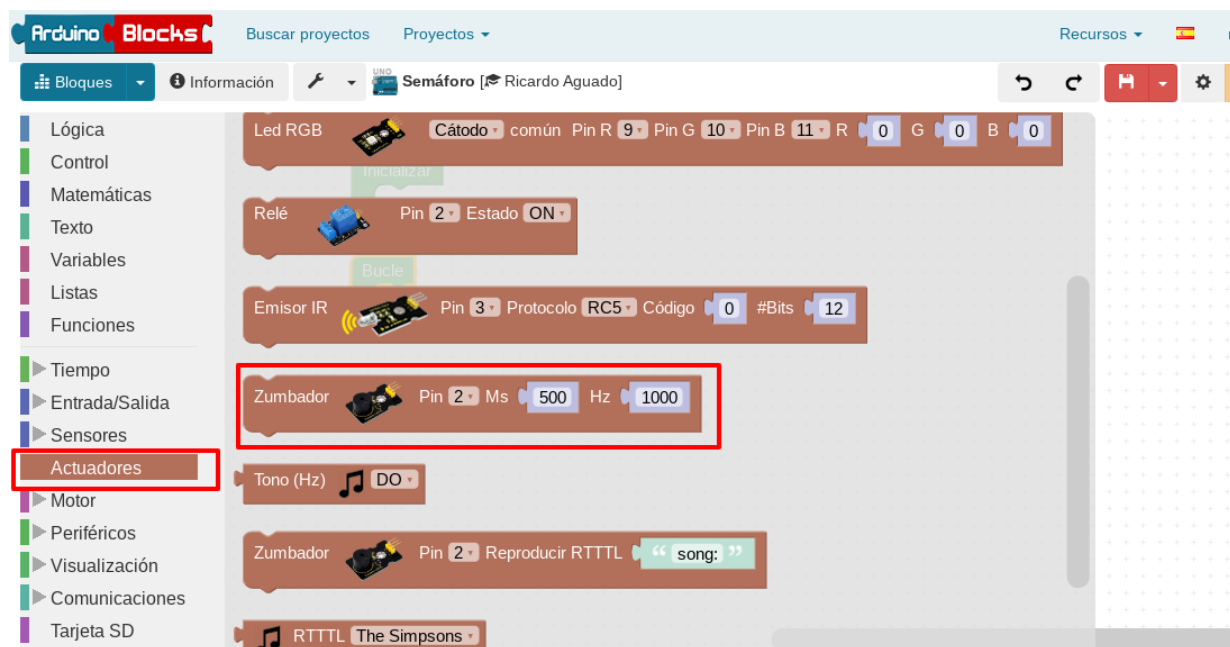 Arduino Blocks Buscar proyectos Proyectos Recursos
Bloques Información UNO Semáforo [Ricardo Aguado]
Lógica
Control
Matemáticas
Texto
Variables
Listas
Funciones
Tiempo
Entrada/Salida
Sensores
Actuadores
Motor
Periféricos
Visualización
Comunicaciones
Tarjeta SD
Led RGB Cátodo común Pin R 9 Pin G 10 Pin B 11 R 0 G 0 B 0
Inicializar
Relé Pin 2 Estado ON
Bucle
Emisor IR Pin 3 Protocolo RC5 Código 0 #Bits 12
Zumbador Pin 2 Ms 500 Hz 1000
Tono (Hz) DO
Zumbador Pin 2 Reproducir RTTTL “ song: ”
RTTTL The Simpsons